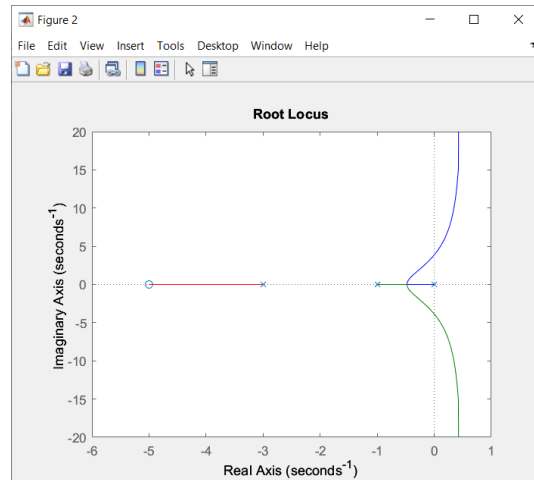 Figure 2
File Edit View Insert Tools Desktop Window Help
Root Locus
20
15
10
5
0
-5
-10
-15
-20
Imaginary Axis (seconds⁻¹)
-6 -5 -4 -3 -2 -1 0 1
Real Axis (seconds⁻¹)